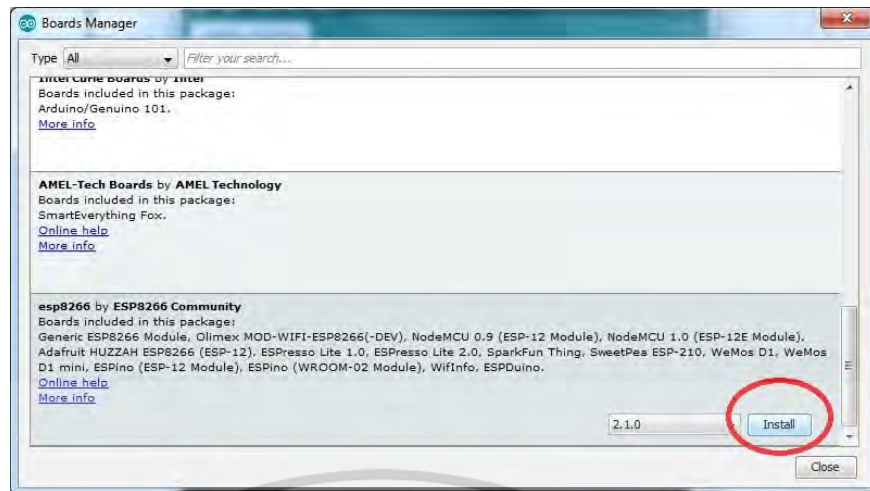 Boards Manager
Type All Filter your search...
Intel Curie Boards by Intel
Boards included in this package:
Arduino/Genuino 101.
More info
AMEL-Tech Boards by AMEL Technology
Boards included in this package:
SmartEverything Fox.
Online help
More info
esp8266 by ESP8266 Community
Boards included in this package:
Generic ESP8266 Module, Olimex MOD-WIFI-ESP8266(-DEV), NodeMCU 0.9 (ESP-12 Module), NodeMCU 1.0 (ESP-12E Module),
Adafruit HUZZAH ESP8266 (ESP-12), ESPresso Lite 1.0, ESPresso Lite 2.0, SparkFun Thing, SweetPea ESP-210, WeMos D1, WeMos
D1 mini, ESPino (ESP-12 Module), ESPino (WROOM-02 Module), WifInfo, ESPDuino.
Online help
More info
2.1.0 Install
Close